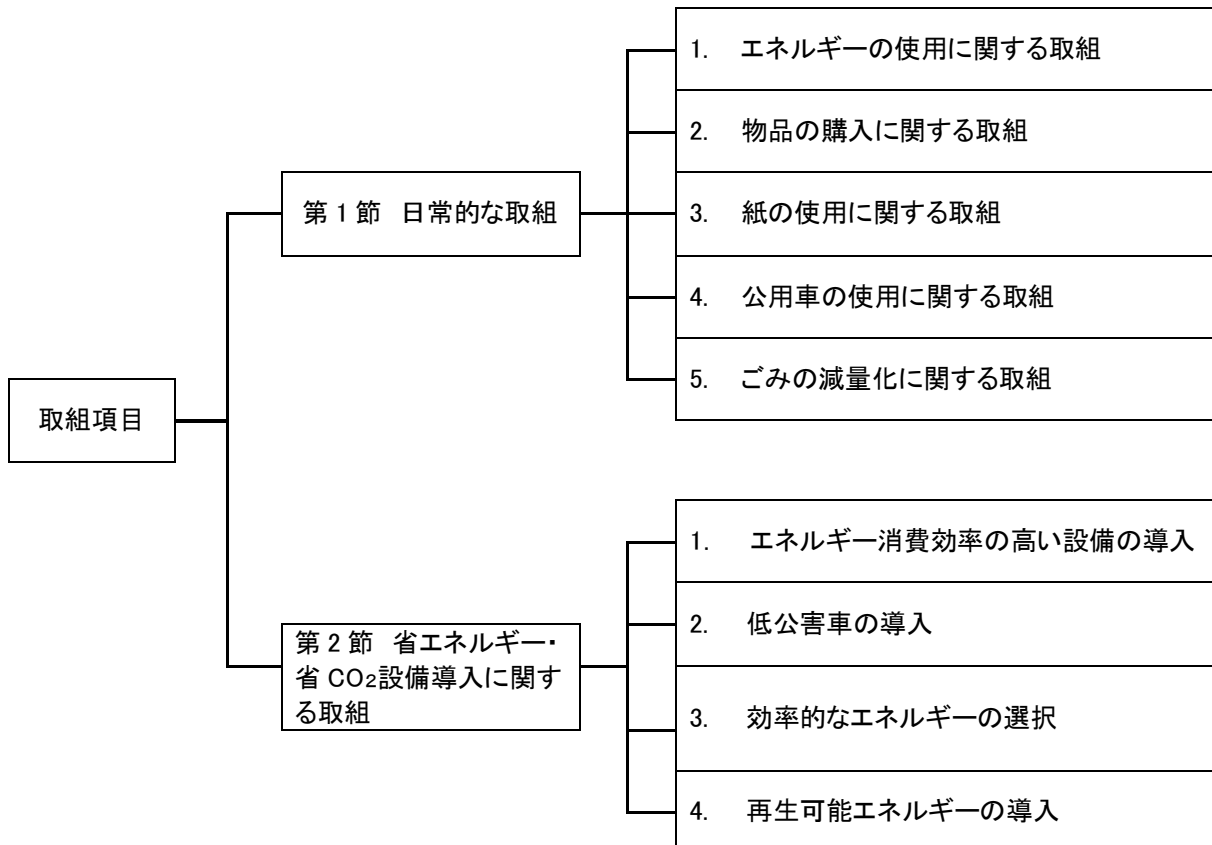 取組項目
第1節 日常的な取組
1. エネルギーの使用に関する取組
2. 物品の購入に関する取組
3. 紙の使用に関する取組
4. 公用車の使用に関する取組
5. ごみの減量化に関する取組
第2節 省エネルギー・
省CO₂設備導入に関す
る取組
1. エネルギー消費効率の高い設備の導入
2. 低公害車の導入
3. 効率的なエネルギーの選択
4. 再生可能エネルギーの導入